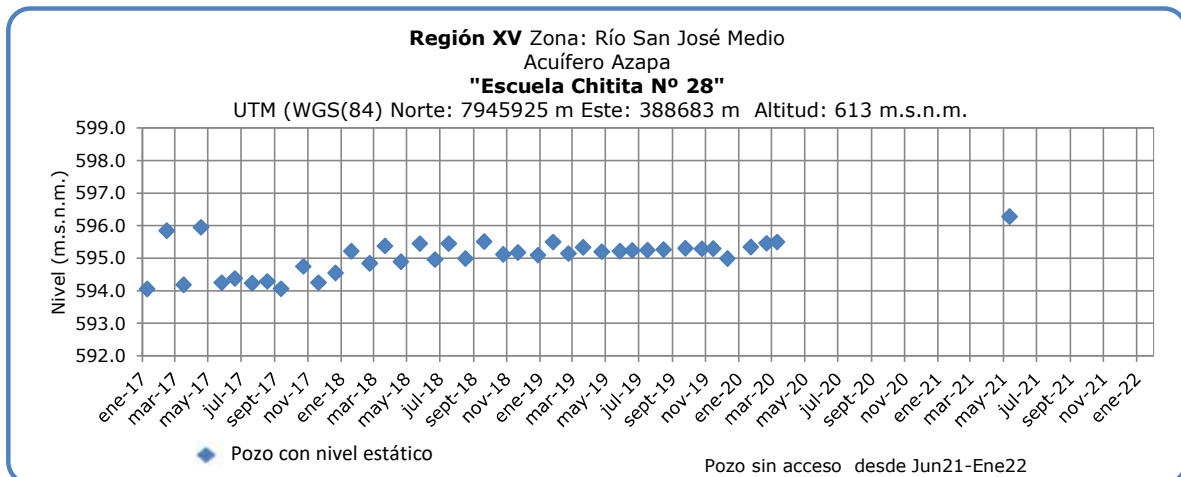 Región XV Zona: Río San José Medio
Acuífero Azapa
"Escuela Chitita Nº 28"
UTM (WGS(84) Norte: 7945925 m Este: 388683 m Altitud: 613 m.s.n.m.
Nivel (m.s.n.m.)
599.0
598.0
597.0
596.0
595.0
594.0
593.0
592.0
ene-17
mar-17
may-17
jul-17
sept-17
nov-17
ene-18
mar-18
may-18
jul-18
sept-18
nov-18
ene-19
mar-19
may-19
jul-19
sept-19
nov-19
ene-20
mar-20
may-20
jul-20
sept-20
nov-20
ene-21
mar-21
may-21
jul-21
sept-21
nov-21
ene-22
Pozo con nivel estático
Pozo sin acceso desde Jun21-Ene22